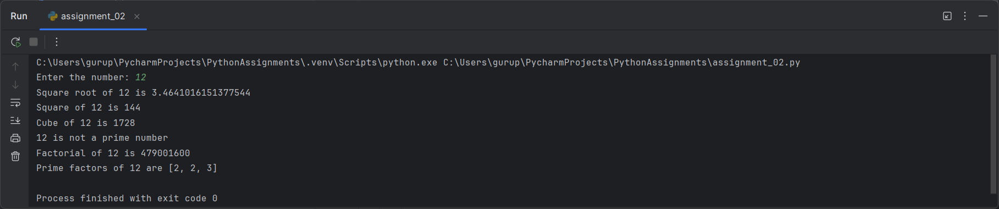 Run assignment_02
C:\Users\gurup\PycharmProjects\PythonAssignments\.venv\Scripts\python.exe C:\Users\gurup\PycharmProjects\PythonAssignments\assignment_02.py
Enter the number: 12
Square root of 12 is 3.4641016151377544
Square of 12 is 144
Cube of 12 is 1728
12 is not a prime number
Factorial of 12 is 479001600
Prime factors of 12 are [2, 2, 3]
Process finished with exit code 0